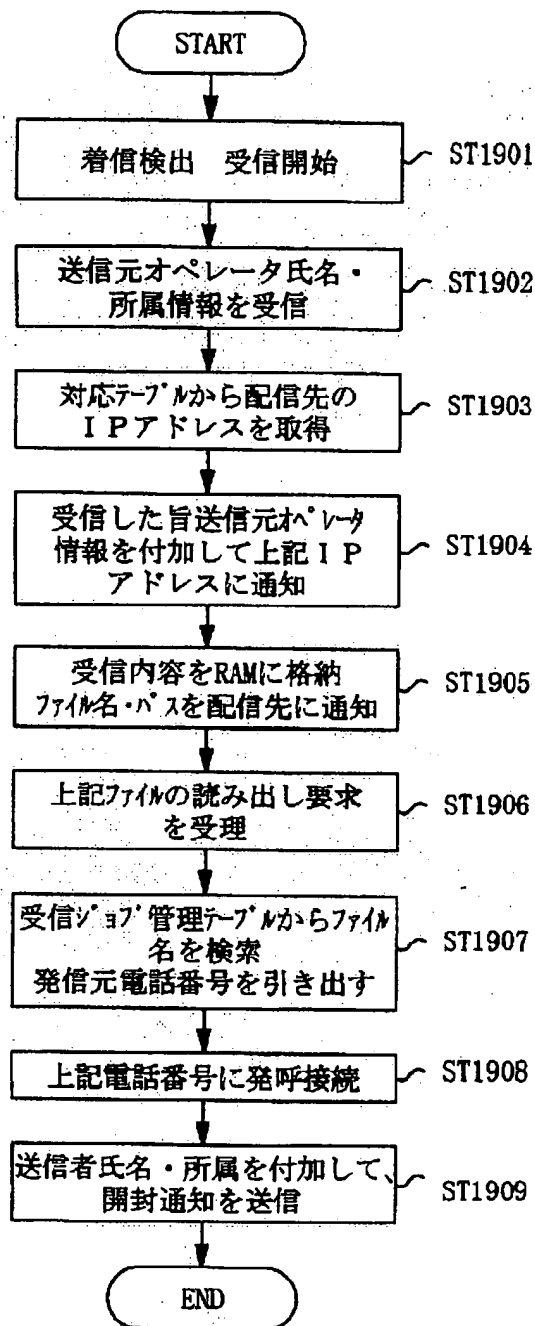 START
着信検出　受信開始
ST1901
送信元オペレータ氏名・
所属情報を受信
ST1902
対応テーブルから配信先の
ＩＰアドレスを取得
ST1903
受信した旨送信元ｵﾍﾟﾚｰﾀ
情報を付加して上記ＩＰ
アドレスに通知
ST1904
受信内容をRAMに格納
ﾌｧｲﾙ名・ﾊﾟｽを配信先に通知
ST1905
上記ﾌｧｲﾙの読み出し要求
を受理
ST1906
受信ｼﾞｮﾌﾞ管理ﾃｰﾌﾞﾙからﾌｧｲﾙ
名を検索
発信元電話番号を引き出す
ST1907
上記電話番号に発呼接続
ST1908
送信者氏名・所属を付加して、
開封通知を送信
ST1909
END